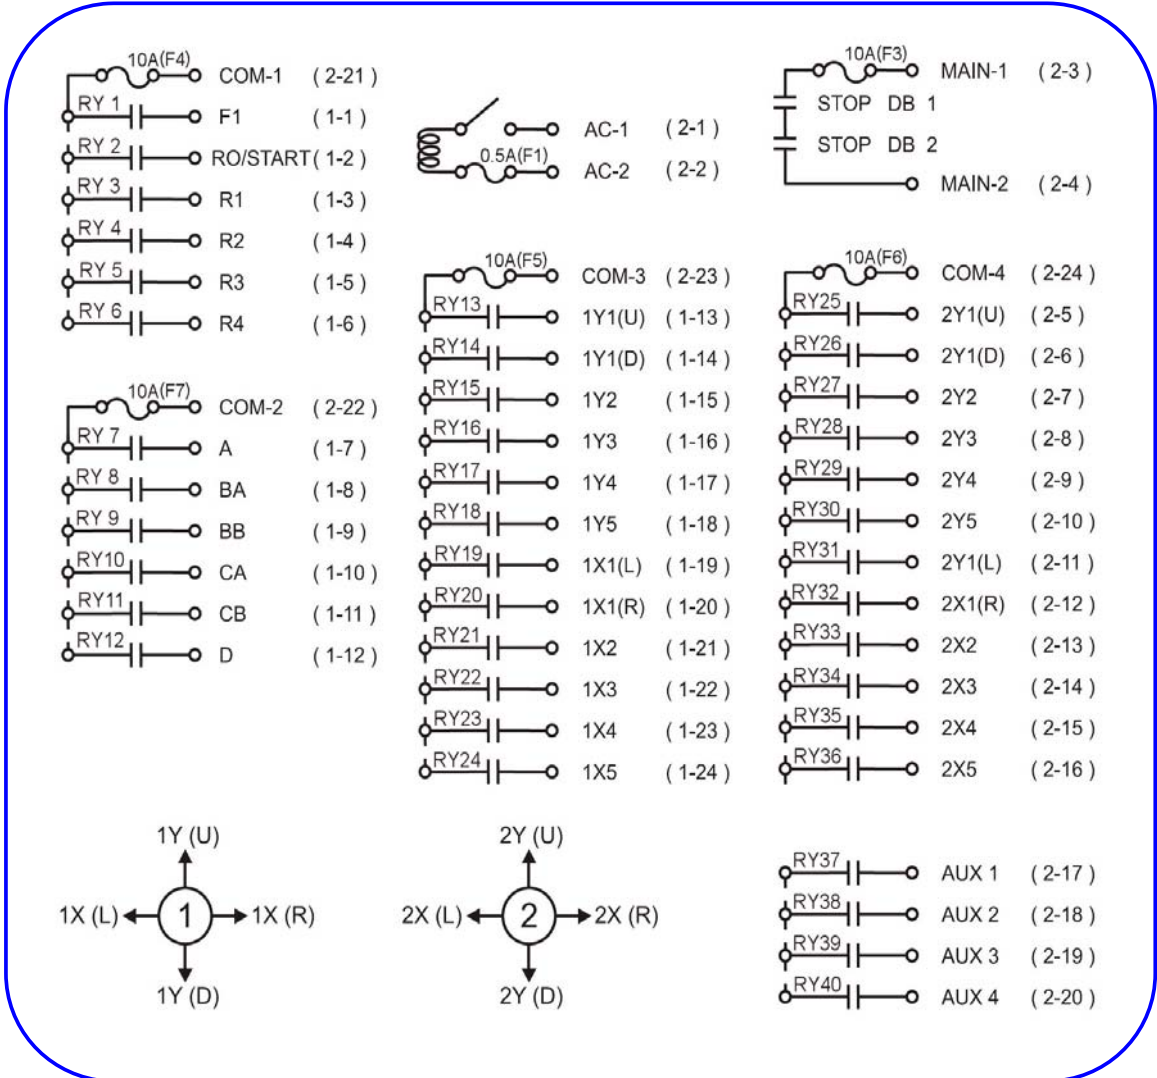 10A(F4) COM-1 ( 2-21 )
RY 1 F1 ( 1-1 )
RY 2 RO/START ( 1-2 )
RY 3 R1 ( 1-3 )
RY 4 R2 ( 1-4 )
RY 5 R3 ( 1-5 )
RY 6 R4 ( 1-6 )
10A(F7) COM-2 ( 2-22 )
RY 7 A ( 1-7 )
RY 8 BA ( 1-8 )
RY 9 BB ( 1-9 )
RY10 CA ( 1-10 )
RY11 CB ( 1-11 )
RY12 D ( 1-12 )
AC-1 ( 2-1 )
0.5A(F1) AC-2 ( 2-2 )
10A(F5) COM-3 ( 2-23 )
RY13 1Y1(U) ( 1-13 )
RY14 1Y1(D) ( 1-14 )
RY15 1Y2 ( 1-15 )
RY16 1Y3 ( 1-16 )
RY17 1Y4 ( 1-17 )
RY18 1Y5 ( 1-18 )
RY19 1X1(L) ( 1-19 )
RY20 1X1(R) ( 1-20 )
RY21 1X2 ( 1-21 )
RY22 1X3 ( 1-22 )
RY23 1X4 ( 1-23 )
RY24 1X5 ( 1-24 )
10A(F3) MAIN-1 ( 2-3 )
STOP DB 1
STOP DB 2
MAIN-2 ( 2-4 )
10A(F6) COM-4 ( 2-24 )
RY25 2Y1(U) ( 2-5 )
RY26 2Y1(D) ( 2-6 )
RY27 2Y2 ( 2-7 )
RY28 2Y3 ( 2-8 )
RY29 2Y4 ( 2-9 )
RY30 2Y5 ( 2-10 )
RY31 2Y1(L) ( 2-11 )
RY32 2X1(R) ( 2-12 )
RY33 2X2 ( 2-13 )
RY34 2X3 ( 2-14 )
RY35 2X4 ( 2-15 )
RY36 2X5 ( 2-16 )
RY37 AUX 1 ( 2-17 )
RY38 AUX 2 ( 2-18 )
RY39 AUX 3 ( 2-19 )
RY40 AUX 4 ( 2-20 )
1Y (U)
1X (L) 1 1X (R)
1Y (D)
2Y (U)
2X (L) 2 2X (R)
2Y (D)